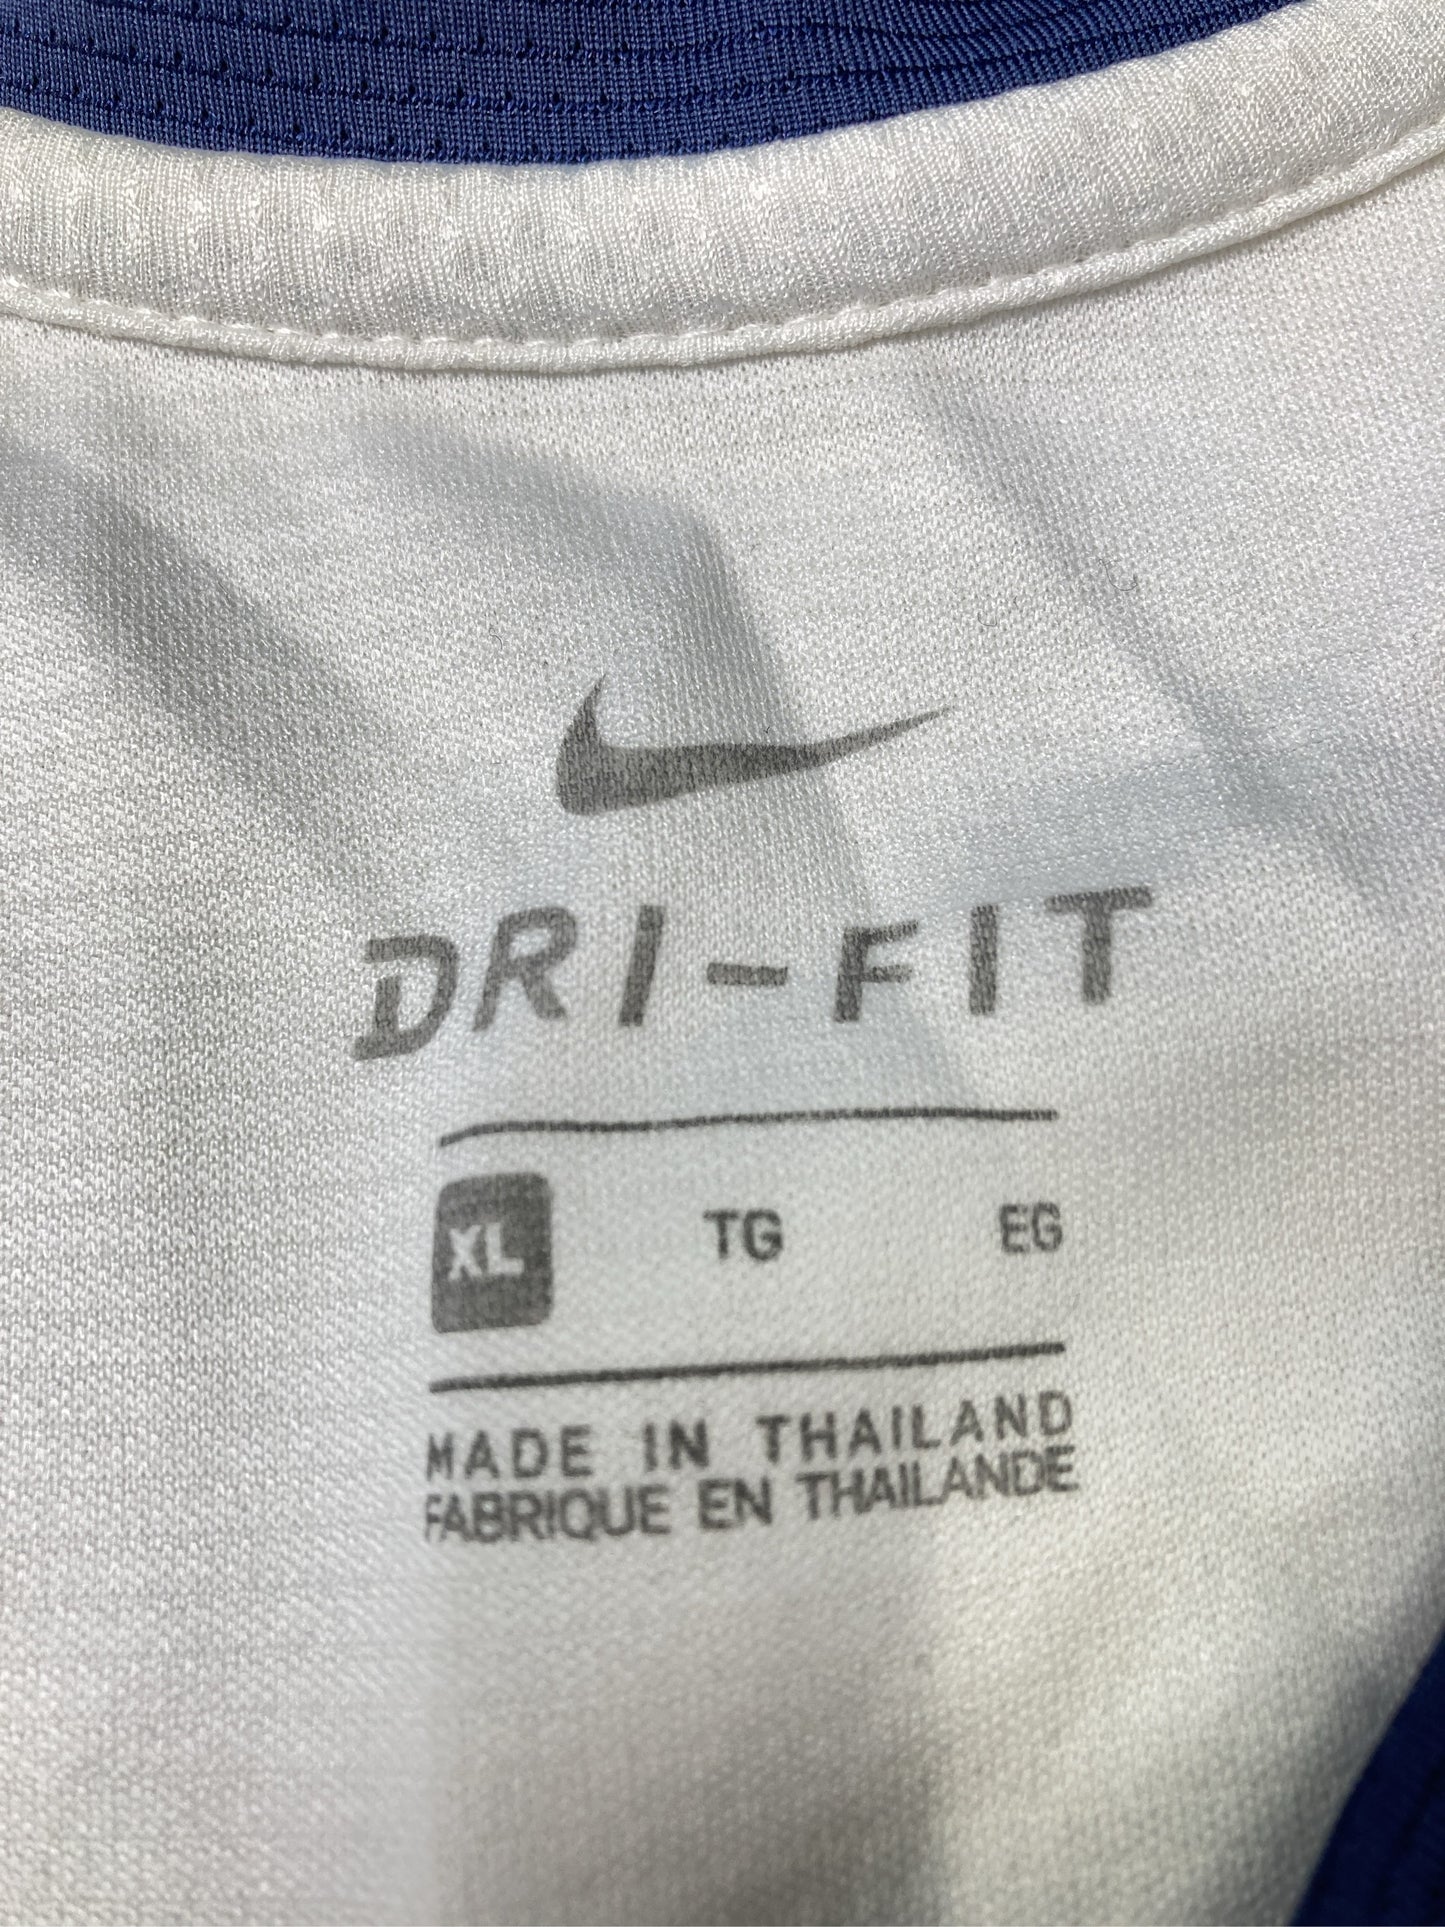 DRI-FIT
XL TG EG
MADE IN THAILAND
FABRIQUE EN THAILANDE